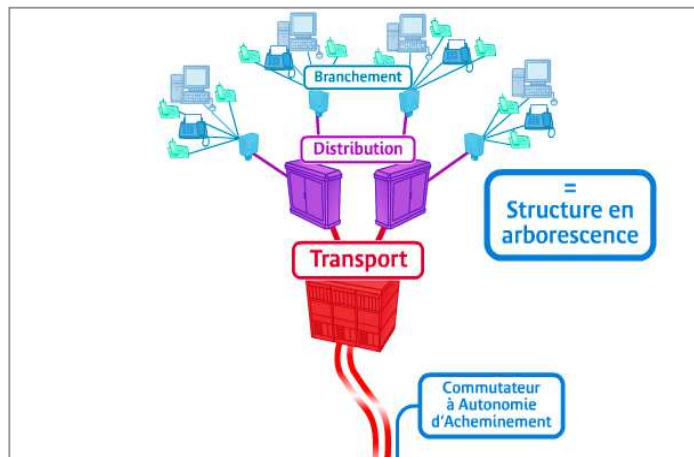 Branchement
Distribution
=
Structure en
arborescence
Transport
Commutateur
à Autonomie
d'Acheminement